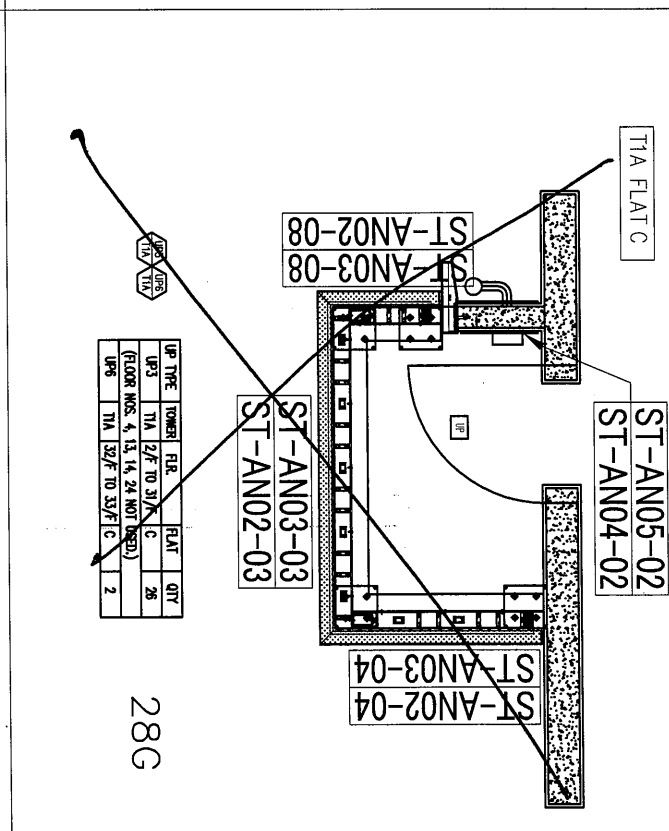 T1A FLAT C
ST-AN02-08
ST-AN03-08
ST-AN05-02
ST-AN04-02
UP
ST-AN03-03
ST-AN02-03
ST-AN03-04
ST-AN02-04
UP3
T1A
UP6
T1A
UP TYPE TOWER FLR. FLAT QTY
UP3 T1A 2/F TO 31/F C 26
(FLOOR NOS. 4, 13, 14, 24 NOT USED.)
UP6 T1A 32/F TO 33/F C 2
28G